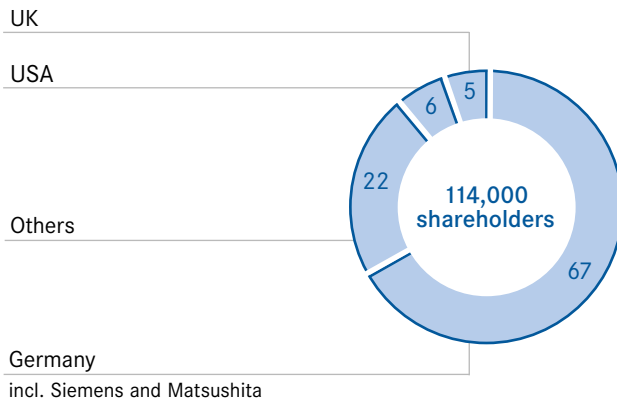 UK
USA
5
6
22
114,000
shareholders
Others
67
Germany
incl. Siemens and Matsushita